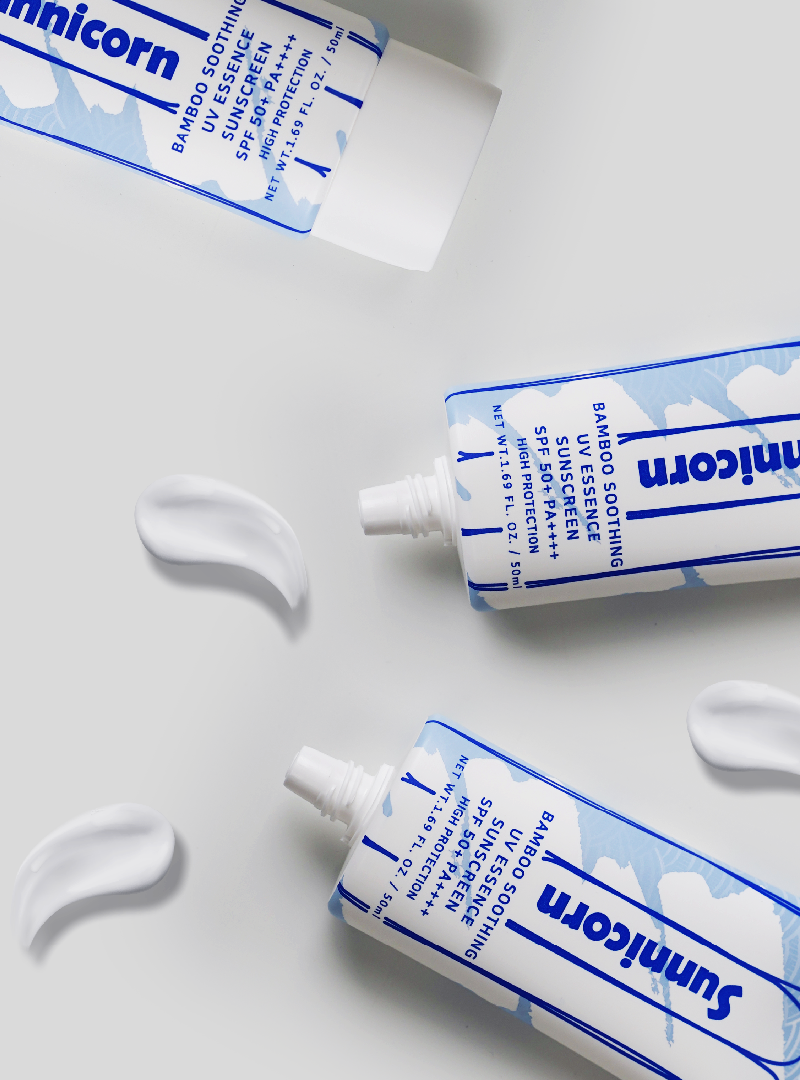 nnicorn
BAMBOO SOOTHING
UV ESSENCE
SUNSCREEN
SPF 50+ PA++++
HIGH PROTECTION
NET WT.1.69 FL. OZ. / 50ml
nnicorn
BAMBOO SOOTHING
UV ESSENCE
SUNSCREEN
SPF 50+ PA++++
HIGH PROTECTION
NET WT.1.69 FL. OZ. / 50ml
Sunnicorn
BAMBOO SOOTHING
UV ESSENCE
SUNSCREEN
SPF 50+ PA++++
HIGH PROTECTION
NET WT.1.69 FL. OZ. / 50ml